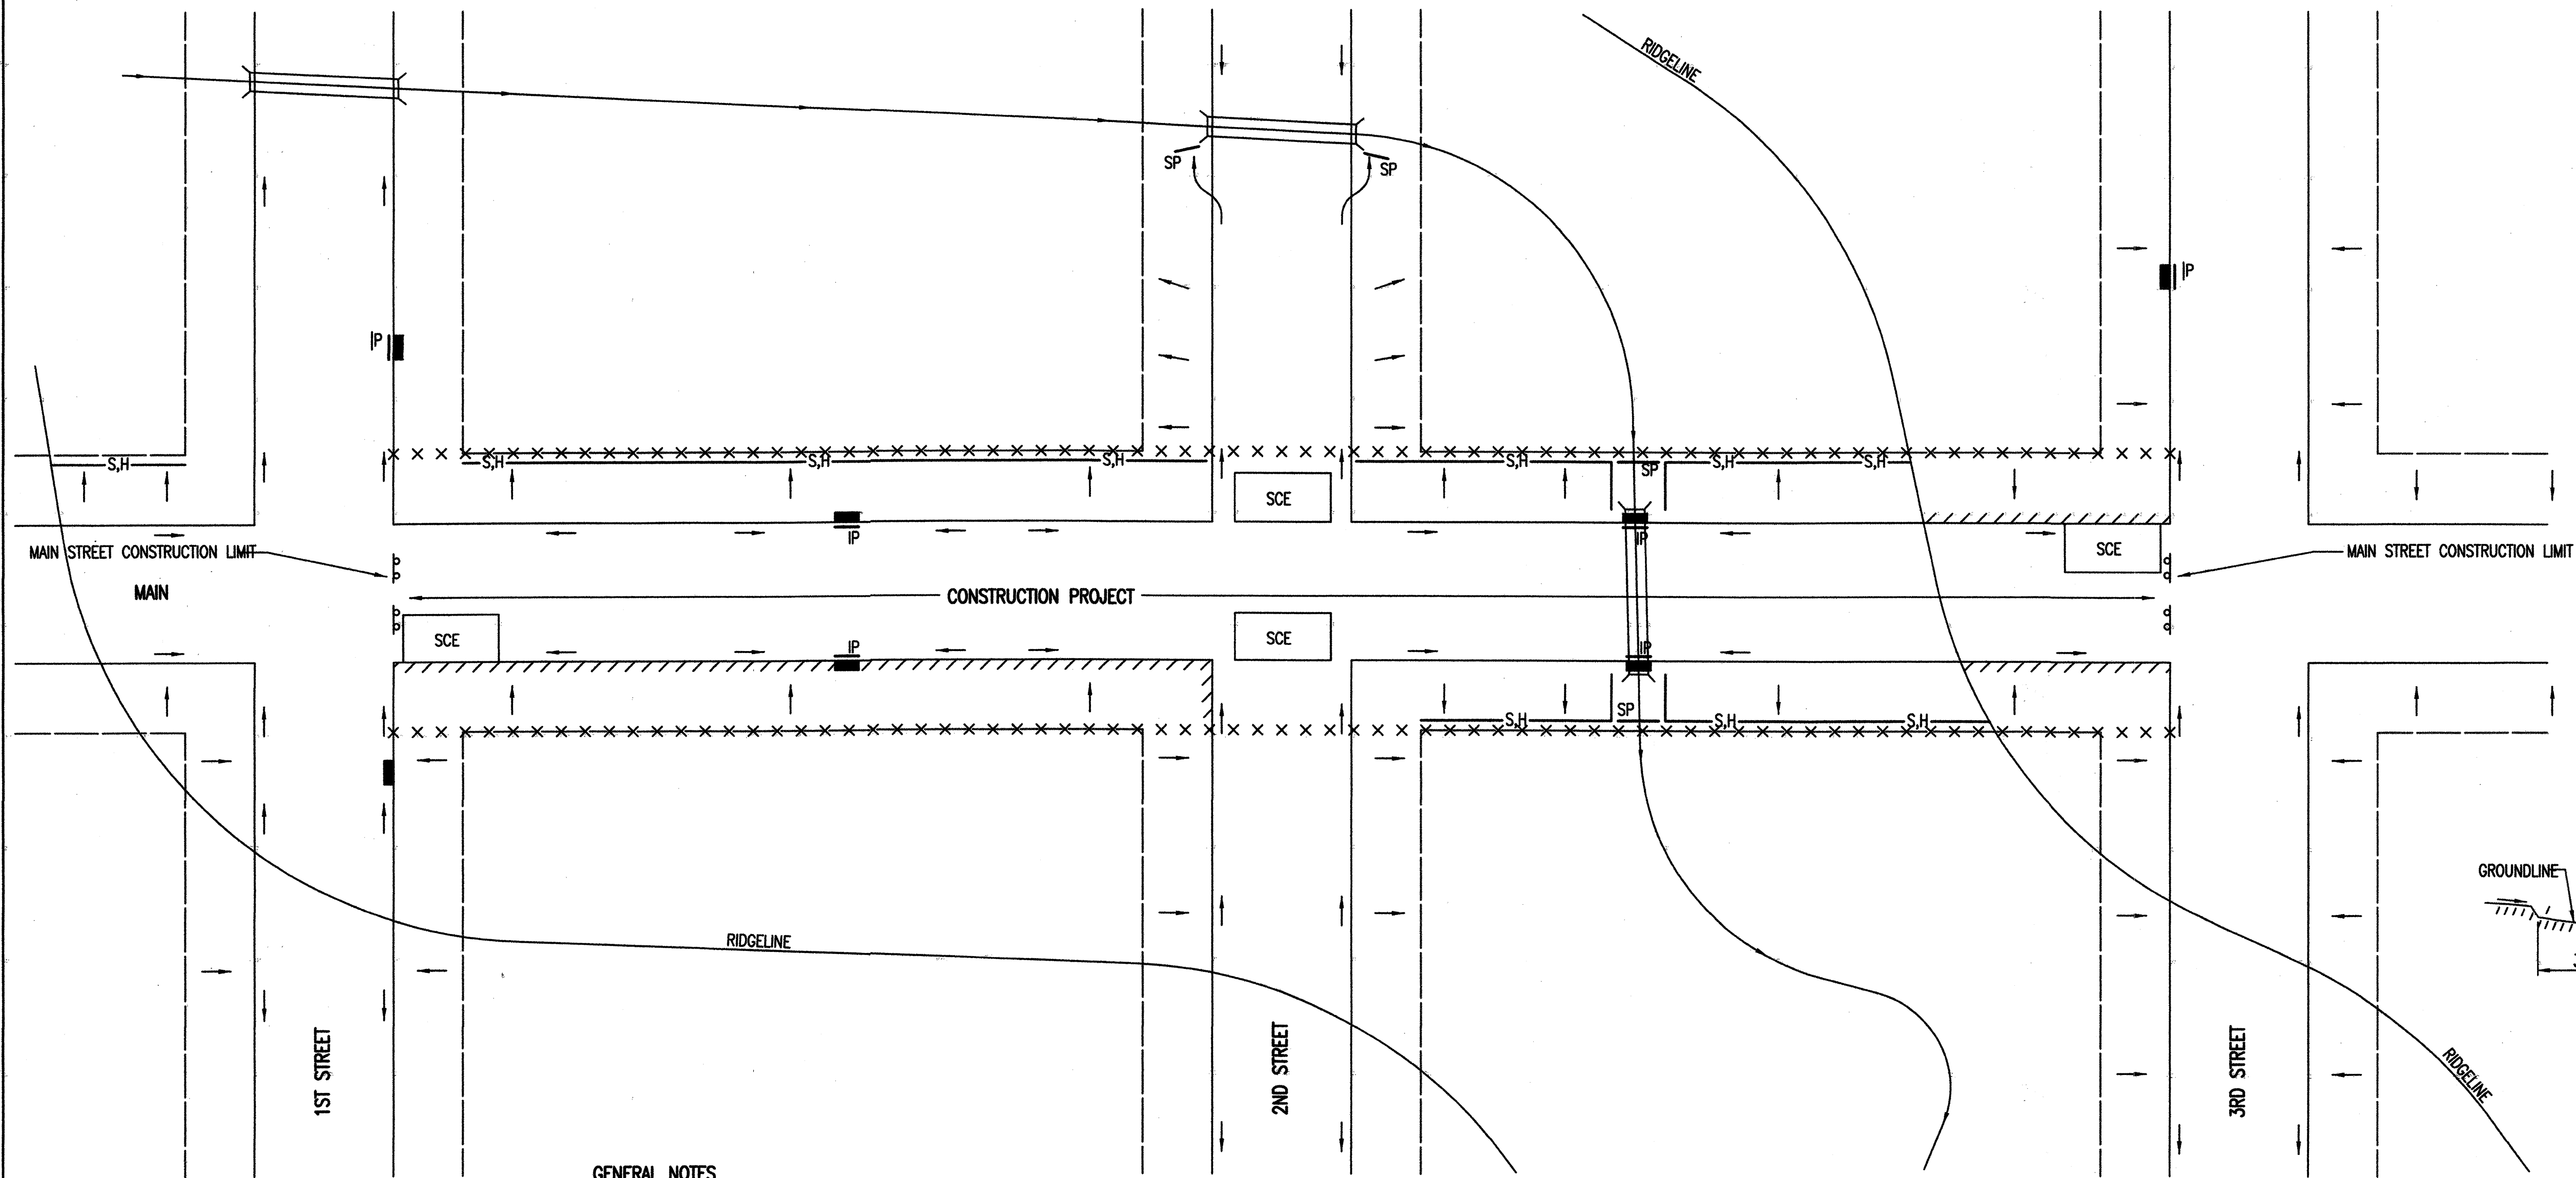 RIDGELINE
SP
SP
IP
IP
S,H
S,H
S,H
S,H
S,H
SP
S,H
S,H
SCE
IP
IP
SCE
MAIN STREET CONSTRUCTION LIMIT
MAIN STREET CONSTRUCTION LIMIT
MAIN
CONSTRUCTION PROJECT
SCE
SCE
IP
IP
SP
S,H
S,H
S,H
GROUNDLINE
RIDGELINE
1ST STREET
2ND STREET
3RD STREET
RIDGELINE
GENERAL NOTES